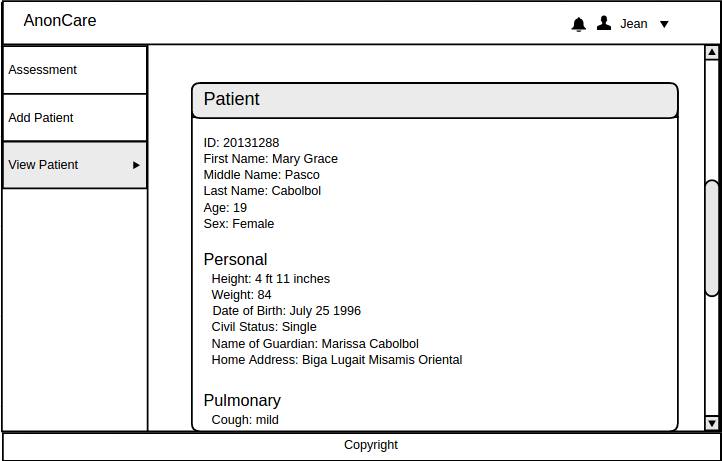 AnonCare
Jean
Assessment
Add Patient
View Patient
Patient
ID: 20131288
First Name: Mary Grace
Middle Name: Pasco
Last Name: Cabolbol
Age: 19
Sex: Female
Personal
Height: 4 ft 11 inches
Weight: 84
Date of Birth: July 25 1996
Civil Status: Single
Name of Guardian: Marissa Cabolbol
Home Address: Biga Lugait Misamis Oriental
Pulmonary
Cough: mild
Copyright